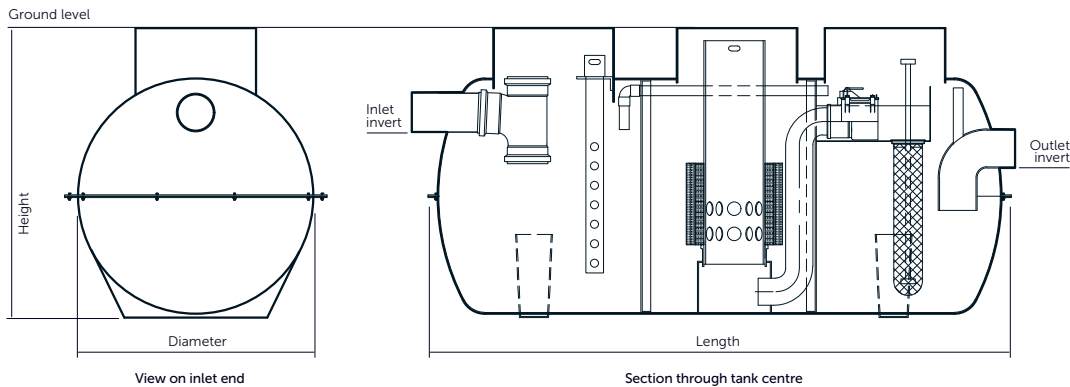 Ground level
Inlet
invert
Outlet
invert
Height
Diameter
Length
View on inlet end
Section through tank centre